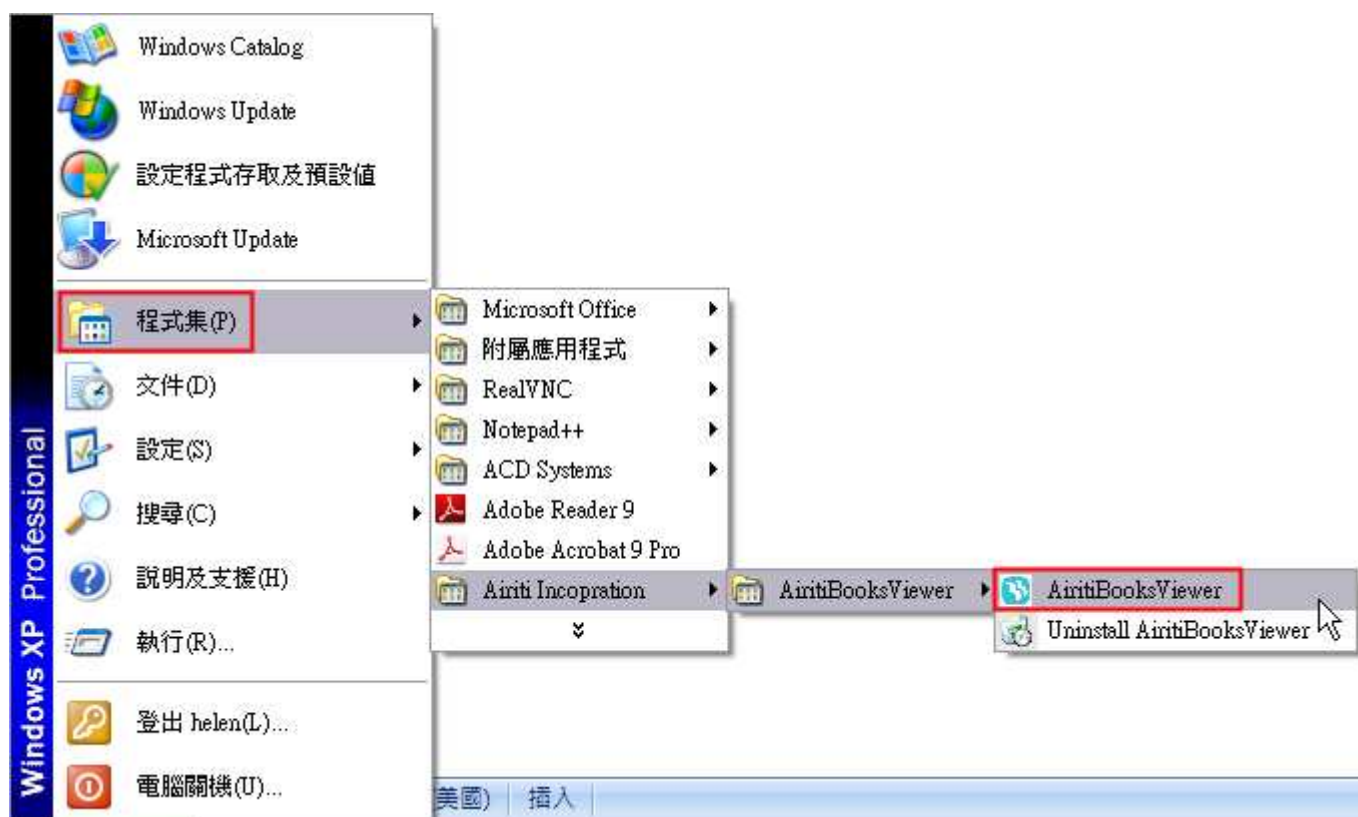 Windows Catalog
Windows Update
設定程式存取及預設值
Microsoft Update
程式集(P)
文件(D)
設定(S)
搜尋(C)
說明及支援(H)
執行(R)...
登出 helen(L)...
電腦關機(U)...
Windows XP Professional
Microsoft Office
附屬應用程式
RealVNC
Notepad++
ACD Systems
Adobe Reader 9
Adobe Acrobat 9 Pro
Airiti Incopration
AiritiBooksViewer
AiritiBooksViewer
Uninstall AiritiBooksViewer
美國) 插入